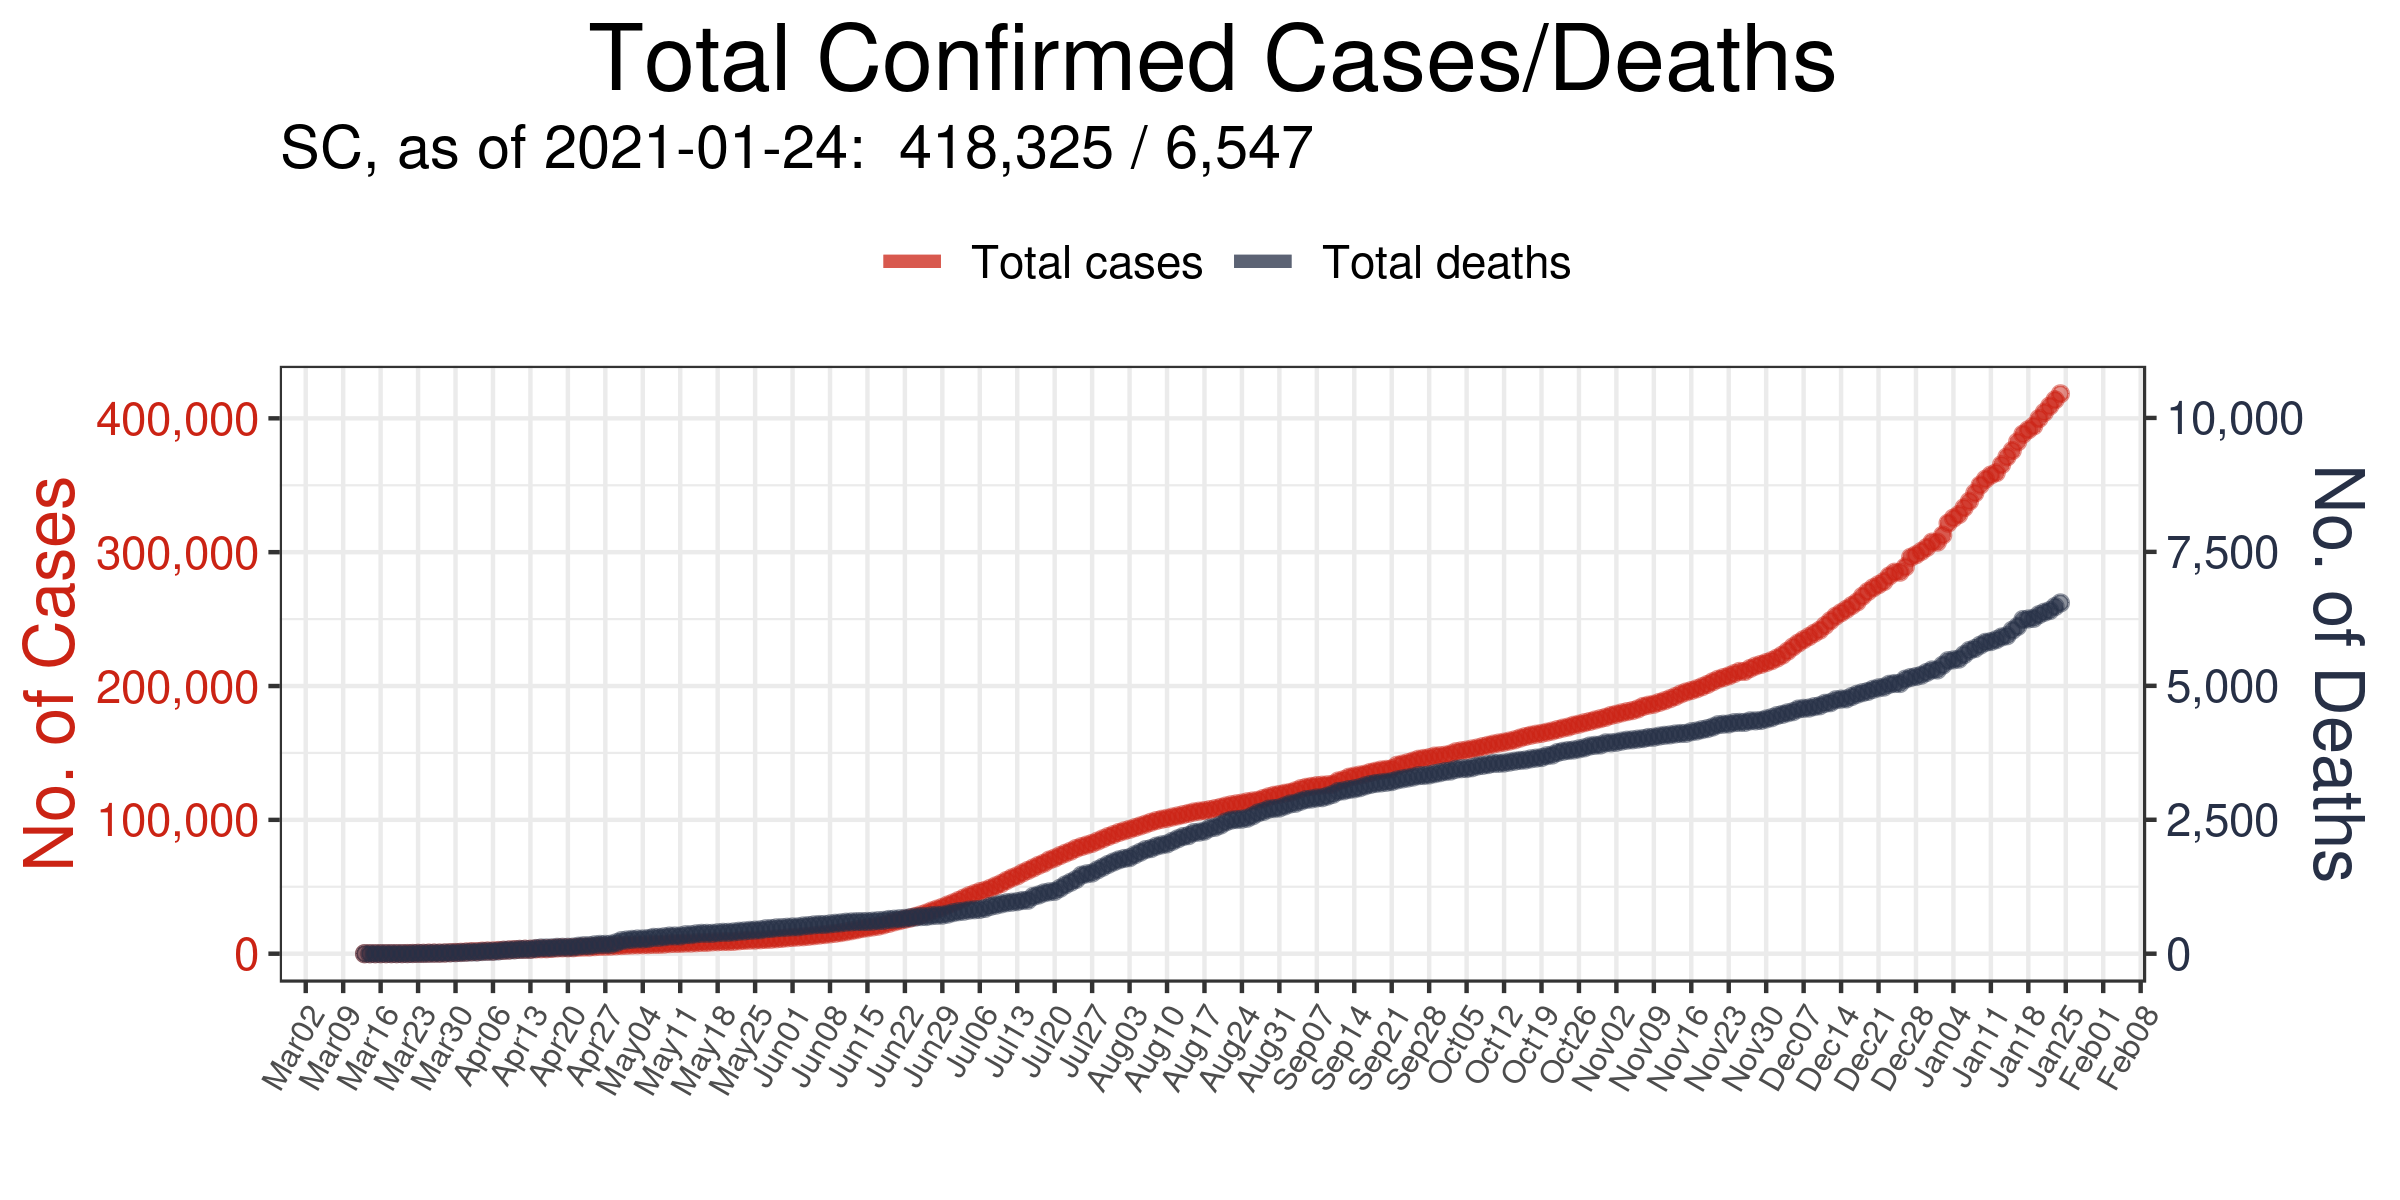 Total Confirmed Cases/Deaths
SC, as of 2021-01-24:  418,325 / 6,547
Total cases
Total deaths
No. of Cases
400,000
300,000
200,000
100,000
0
10,000
7,500
5,000
2,500
0
No. of Deaths
Mar02
Mar09
Mar16
Mar23
Mar30
Apr06
Apr13
Apr20
Apr27
May04
May11
May18
May25
Jun01
Jun08
Jun15
Jun22
Jun29
Jul06
Jul13
Jul20
Jul27
Aug03
Aug10
Aug17
Aug24
Aug31
Sep07
Sep14
Sep21
Sep28
Oct05
Oct12
Oct19
Oct26
Nov02
Nov09
Nov16
Nov23
Nov30
Dec07
Dec14
Dec21
Dec28
Jan04
Jan11
Jan18
Jan25
Feb01
Feb08